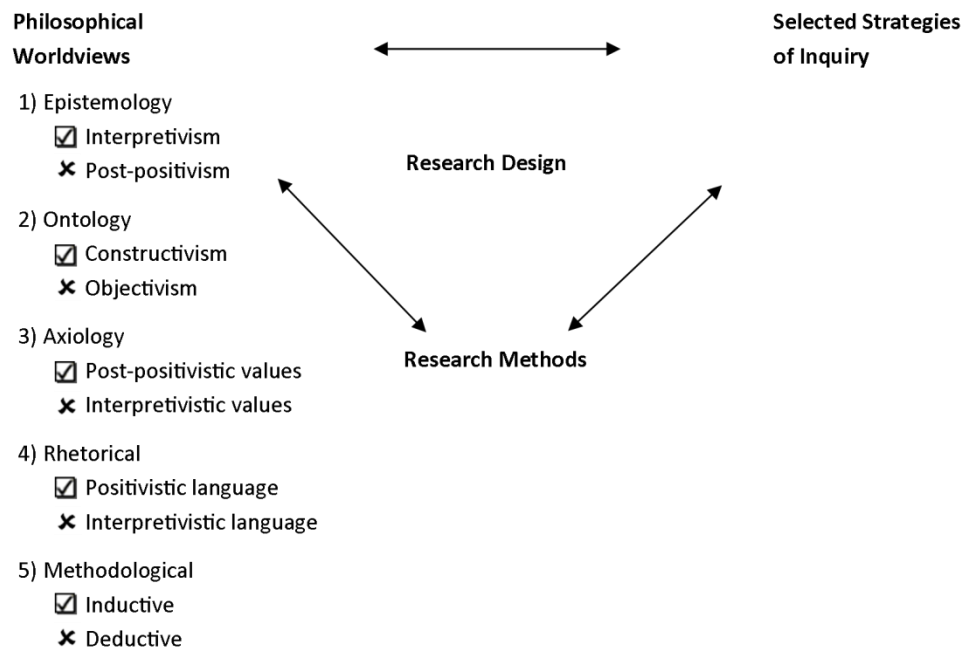 Philosophical
Worldviews
Selected Strategies
of Inquiry
1) Epistemology
Interpretivism
Post-positivism
Research Design
2) Ontology
Constructivism
Objectivism
3) Axiology
Post-positivistic values
Interpretivistic values
Research Methods
4) Rhetorical
Positivistic language
Interpretivistic language
5) Methodological
Inductive
Deductive